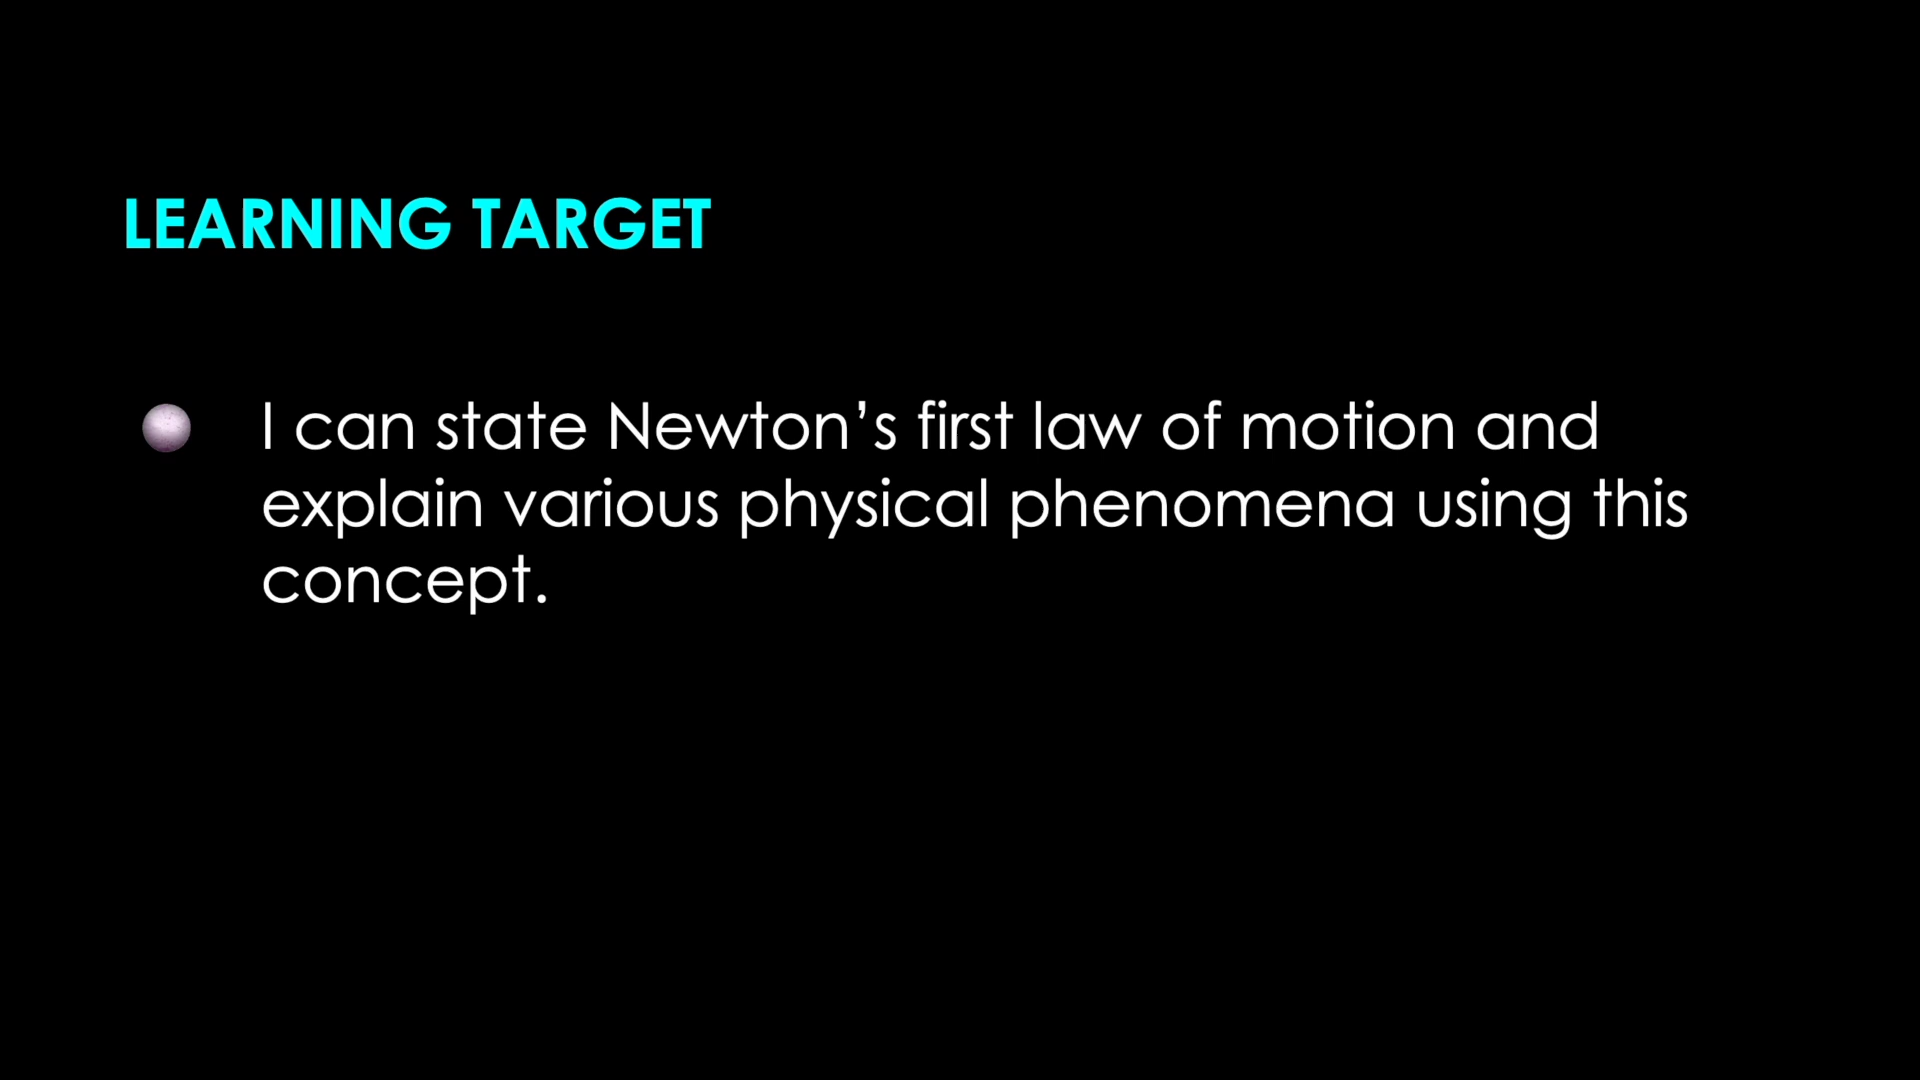 LEARNING TARGET
I can state Newton’s first law of motion and
explain various physical phenomena using this
concept.